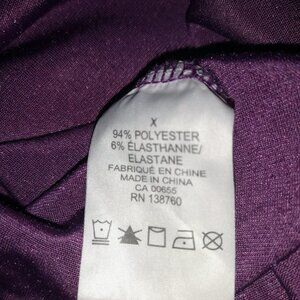 X
94% POLYESTER
6% ÉLASTHANNE/
ELASTANE
FABRIQUÉ EN CHINE
MADE IN CHINA
CA 00655
RN 138760